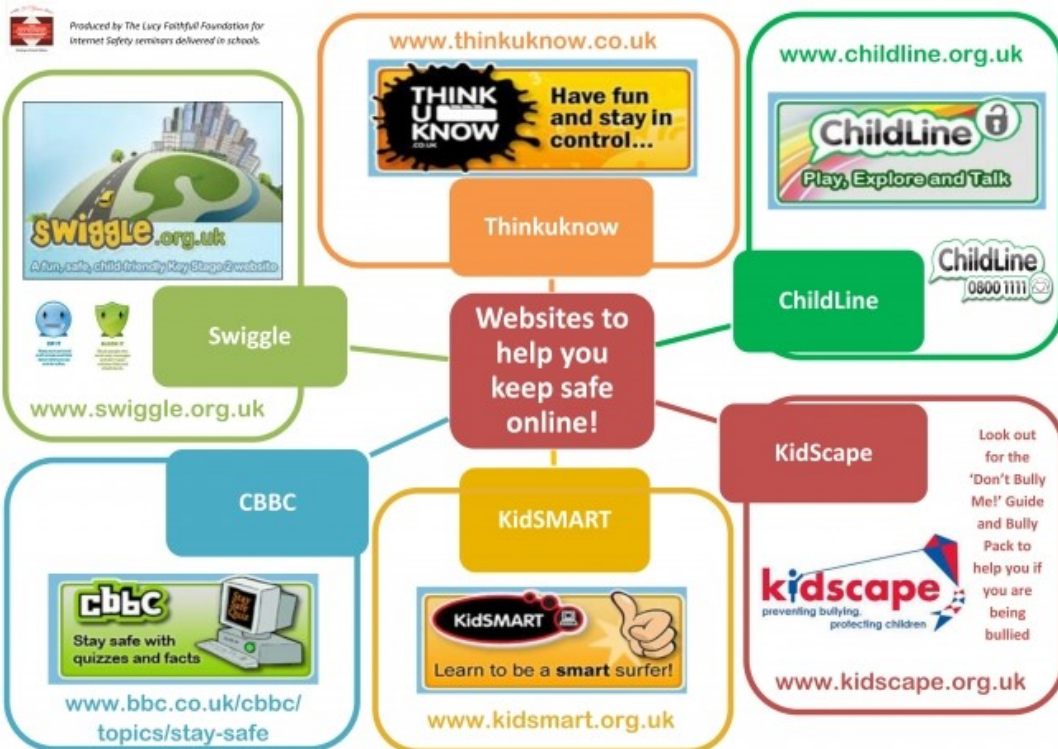 Produced by The Lucy Faithfull Foundation for
Internet Safety seminars delivered in schools.
www.thinkuknow.co.uk
THINK
U
KNOW
.CO.UK
Have fun
and stay in
control...
Thinkuknow
www.childline.org.uk
ChildLine
Play, Explore and Talk
ChildLine
0800 1111
ChildLine
swiggle.org.uk
A fun, safe, child-friendly Key Stage 2 website
Swiggle
www.swiggle.org.uk
Websites to
help you
keep safe
online!
CBBC
cbbc
Stay safe with
quizzes and facts
Stay
Safe
Quiz
www.bbc.co.uk/cbbc/
topics/stay-safe
KidSMART
KidSMART
Learn to be a smart surfer!
www.kidsmart.org.uk
KidScape
Look out
for the
‘Don’t Bully
Me!’ Guide
and Bully
Pack to
help you if
you are
being
bullied
kidscape
preventing bullying,
protecting children
www.kidscape.org.uk